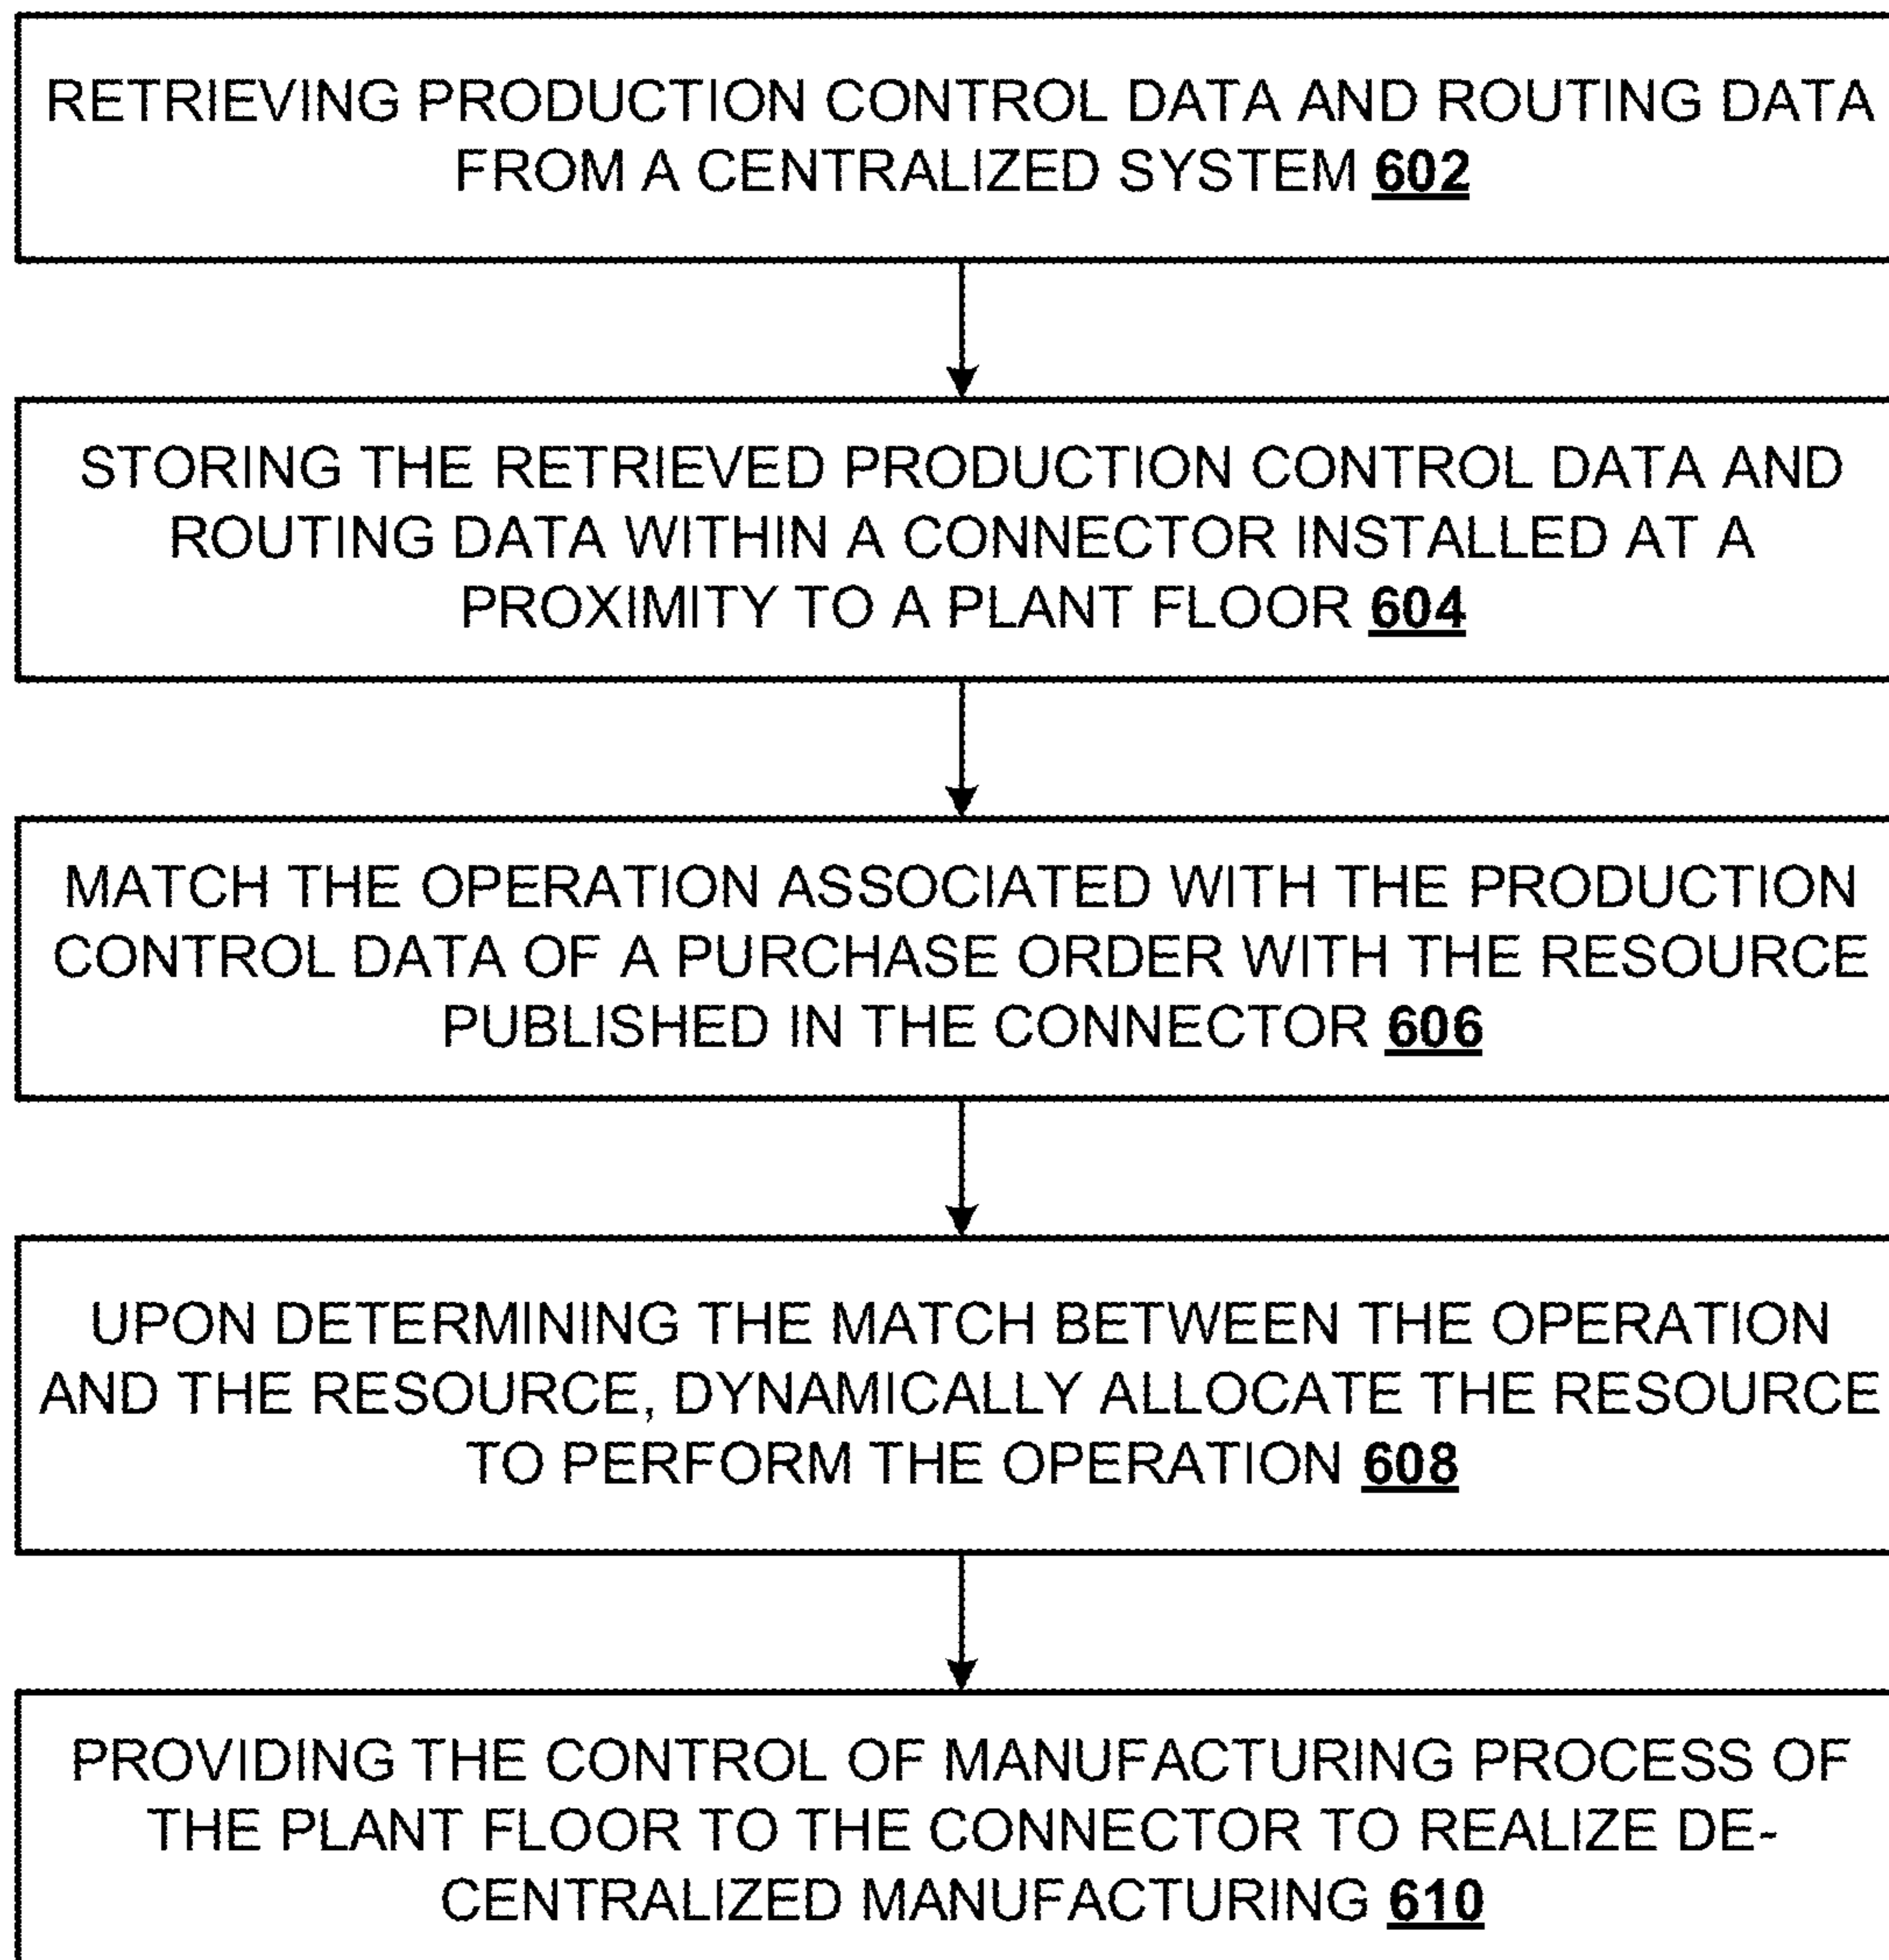 RETRIEVING PRODUCTION CONTROL DATA AND ROUTING DATA
FROM A CENTRALIZED SYSTEM 602
STORING THE RETRIEVED PRODUCTION CONTROL DATA AND
ROUTING DATA WITHIN A CONNECTOR INSTALLED AT A
PROXIMITY TO A PLANT FLOOR 604
MATCH THE OPERATION ASSOCIATED WITH THE PRODUCTION
CONTROL DATA OF A PURCHASE ORDER WITH THE RESOURCE
PUBLISHED IN THE CONNECTOR 606
UPON DETERMINING THE MATCH BETWEEN THE OPERATION
AND THE RESOURCE, DYNAMICALLY ALLOCATE THE RESOURCE
TO PERFORM THE OPERATION 608
PROVIDING THE CONTROL OF MANUFACTURING PROCESS OF
THE PLANT FLOOR TO THE CONNECTOR TO REALIZE DE-
CENTRALIZED MANUFACTURING 610